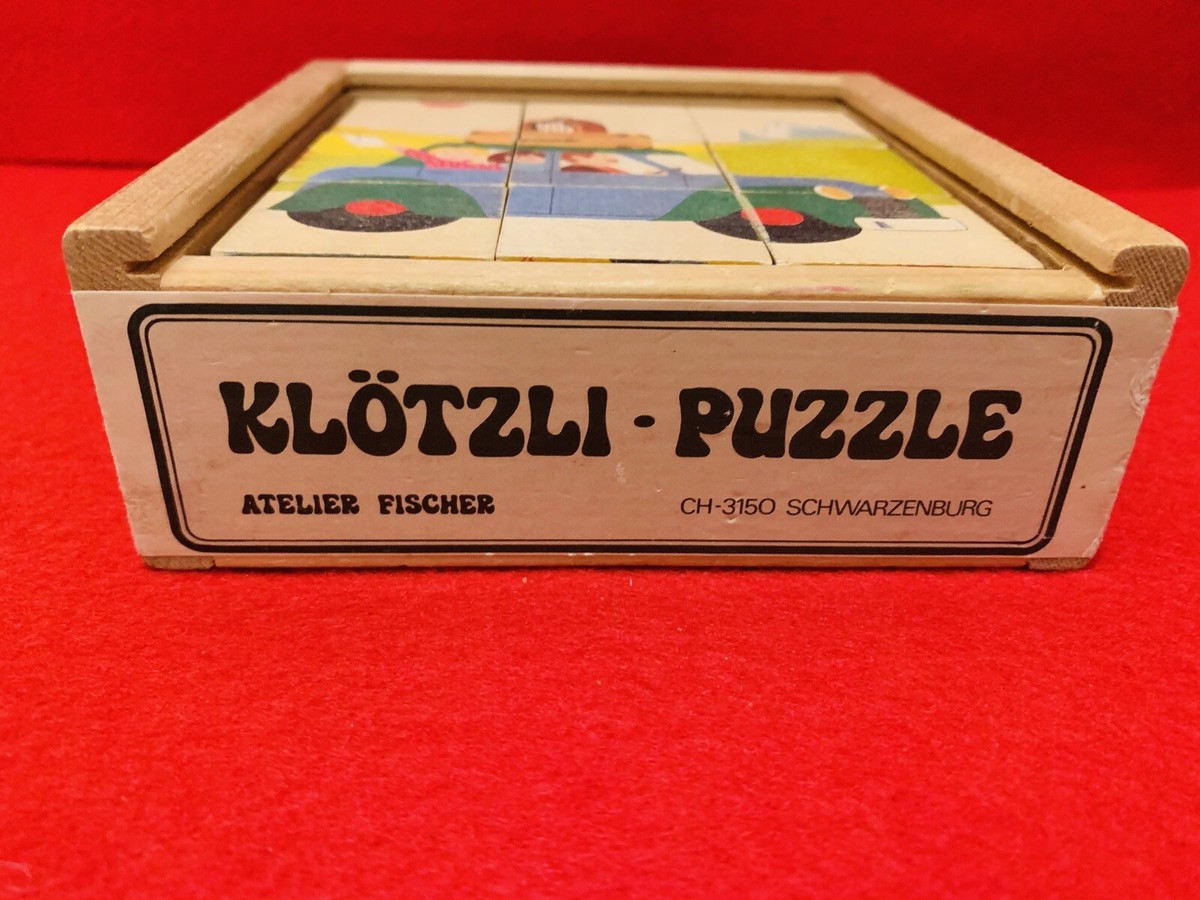 KLÖTZLI - PUZZLE
ATELIER FISCHER
CH-3150 SCHWARZENBURG